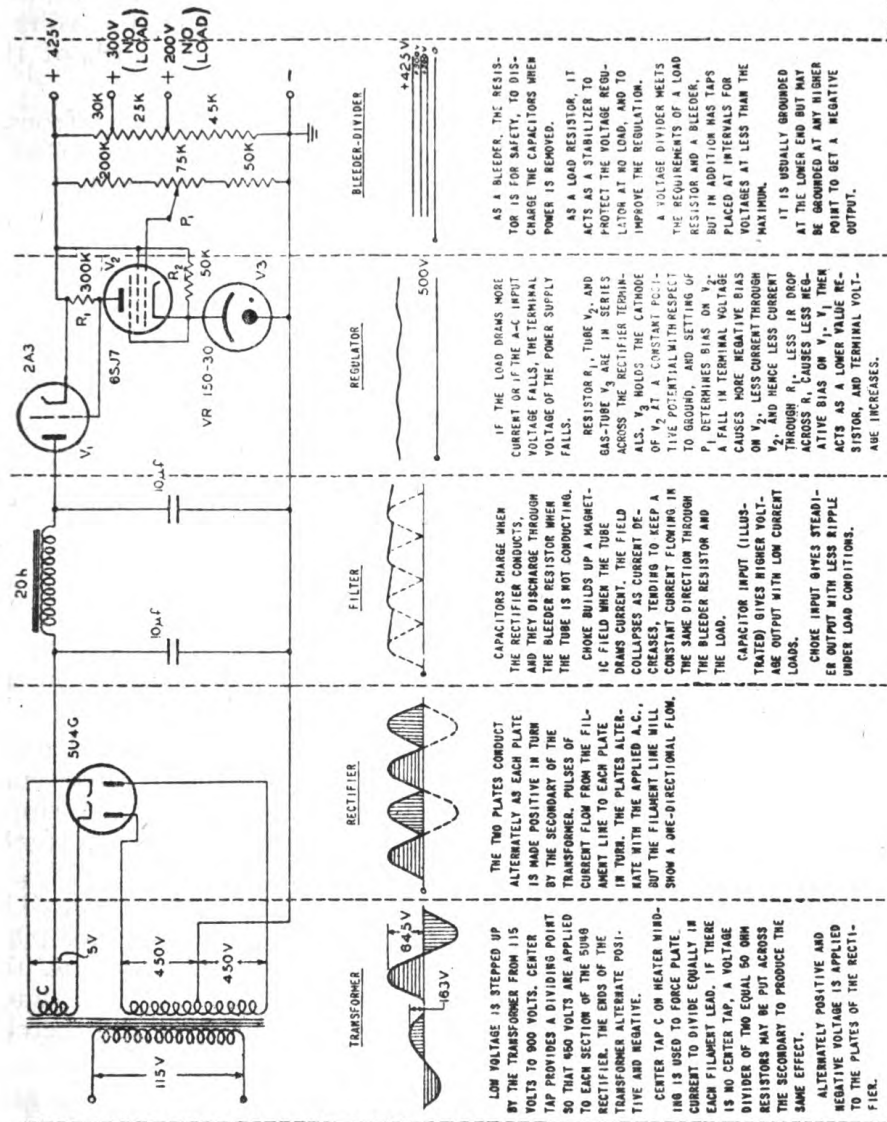 115V
C
5V
450V
450V
5U4G
20h
10µf
10µf
2A3
V1
R1
300K
V2
6SJ7
R2
50K
VR 150-30
V3
P1
200K
75K
50K
30K
25K
45K
+ 425V
+ 300V
(NO LOAD)
+ 200V
(NO LOAD)
-
TRANSFORMER
163V
645V
LOW VOLTAGE IS STEPPED UP
BY THE TRANSFORMER FROM 115
VOLTS TO 900 VOLTS. CENTER
TAP PROVIDES A DIVIDING POINT
SO THAT 450 VOLTS ARE APPLIED
TO EACH SECTION OF THE 5U4G
RECTIFIER. THE ENDS OF THE
TRANSFORMER ALTERNATE POSI-
TIVE AND NEGATIVE.
CENTER TAP C ON HEATER WIND-
ING IS USED TO FORCE PLATE
CURRENT TO DIVIDE EQUALLY IN
EACH FILAMENT LEAD. IF THERE
IS NO CENTER TAP, A VOLTAGE
DIVIDER OF TWO EQUAL 50 OHM
RESISTORS MAY BE PUT ACROSS
THE SECONDARY TO PRODUCE THE
SAME EFFECT.
ALTERNATELY POSITIVE AND
NEGATIVE VOLTAGE IS APPLIED
TO THE PLATES OF THE RECTI-
FIER.
RECTIFIER
THE TWO PLATES CONDUCT
ALTERNATELY AS EACH PLATE
IS MADE POSITIVE IN TURN
BY THE SECONDARY OF THE
TRANSFORMER. PULSES OF
CURRENT FLOW FROM THE FIL-
AMENT LINE TO EACH PLATE
IN TURN. THE PLATES ALTER-
NATE WITH THE APPLIED A.C.,
BUT THE FILAMENT LINE WILL
SHOW A ONE-DIRECTIONAL FLOW.
FILTER
CAPACITORS CHARGE WHEN
THE RECTIFIER CONDUCTS,
AND THEY DISCHARGE THROUGH
THE BLEEDER RESISTOR WHEN
THE TUBE IS NOT CONDUCTING.
CHOKE BUILDS UP A MAGNET-
IC FIELD WHEN THE TUBE
DRAWS CURRENT. THE FIELD
COLLAPSES AS CURRENT DE-
CREASES, TENDING TO KEEP A
CONSTANT CURRENT FLOWING IN
THE SAME DIRECTION THROUGH
THE BLEEDER RESISTOR AND
THE LOAD.
CAPACITOR INPUT (ILLUS-
TRATED) GIVES HIGHER VOLT-
AGE OUTPUT WITH LOW CURRENT
LOADS.
CHOKE INPUT GIVES STEADI-
ER OUTPUT WITH LESS RIPPLE
UNDER LOAD CONDITIONS.
REGULATOR
500V
IF THE LOAD DRAWS MORE
CURRENT OR IF THE A-C INPUT
VOLTAGE FALLS, THE TERMINAL
VOLTAGE OF THE POWER SUPPLY
FALLS.
RESISTOR R1, TUBE V2, AND
GAS-TUBE V3 ARE IN SERIES
ACROSS THE RECTIFIER TERMIN-
ALS. V3 HOLDS THE CATHODE
OF V2 AT A CONSTANT POSI-
TIVE POTENTIAL WITH RESPECT
TO GROUND, AND SETTING OF
P1 DETERMINES BIAS ON V2.
A FALL IN TERMINAL VOLTAGE
CAUSES MORE NEGATIVE BIAS
ON V2, LESS CURRENT THROUGH
V2, AND HENCE LESS CURRENT
THROUGH R1. LESS IR DROP
ACROSS R, CAUSES LESS NEG-
ATIVE BIAS ON V1. V1 THEN
ACTS AS A LOWER VALUE RE-
SISTOR, AND TERMINAL VOLT-
AGE INCREASES.
BLEEDER-DIVIDER
+425V
AS A BLEEDER, THE RESIS-
TOR IS FOR SAFETY, TO DIS-
CHARGE THE CAPACITORS WHEN
POWER IS REMOVED.
AS A LOAD RESISTOR, IT
ACTS AS A STABILIZER TO
PROTECT THE VOLTAGE REGU-
LATOR AT NO LOAD, AND TO
IMPROVE THE REGULATION.
A VOLTAGE DIVIDER MEETS
THE REQUIREMENTS OF A LOAD
RESISTOR AND A BLEEDER,
BUT IN ADDITION HAS TAPS
PLACED AT INTERVALS FOR
VOLTAGES AT LESS THAN THE
MAXIMUM.
IT IS USUALLY GROUNDED
AT THE LOWER END BUT MAY
BE GROUNDED AT ANY HIGHER
POINT TO GET A NEGATIVE
OUTPUT.